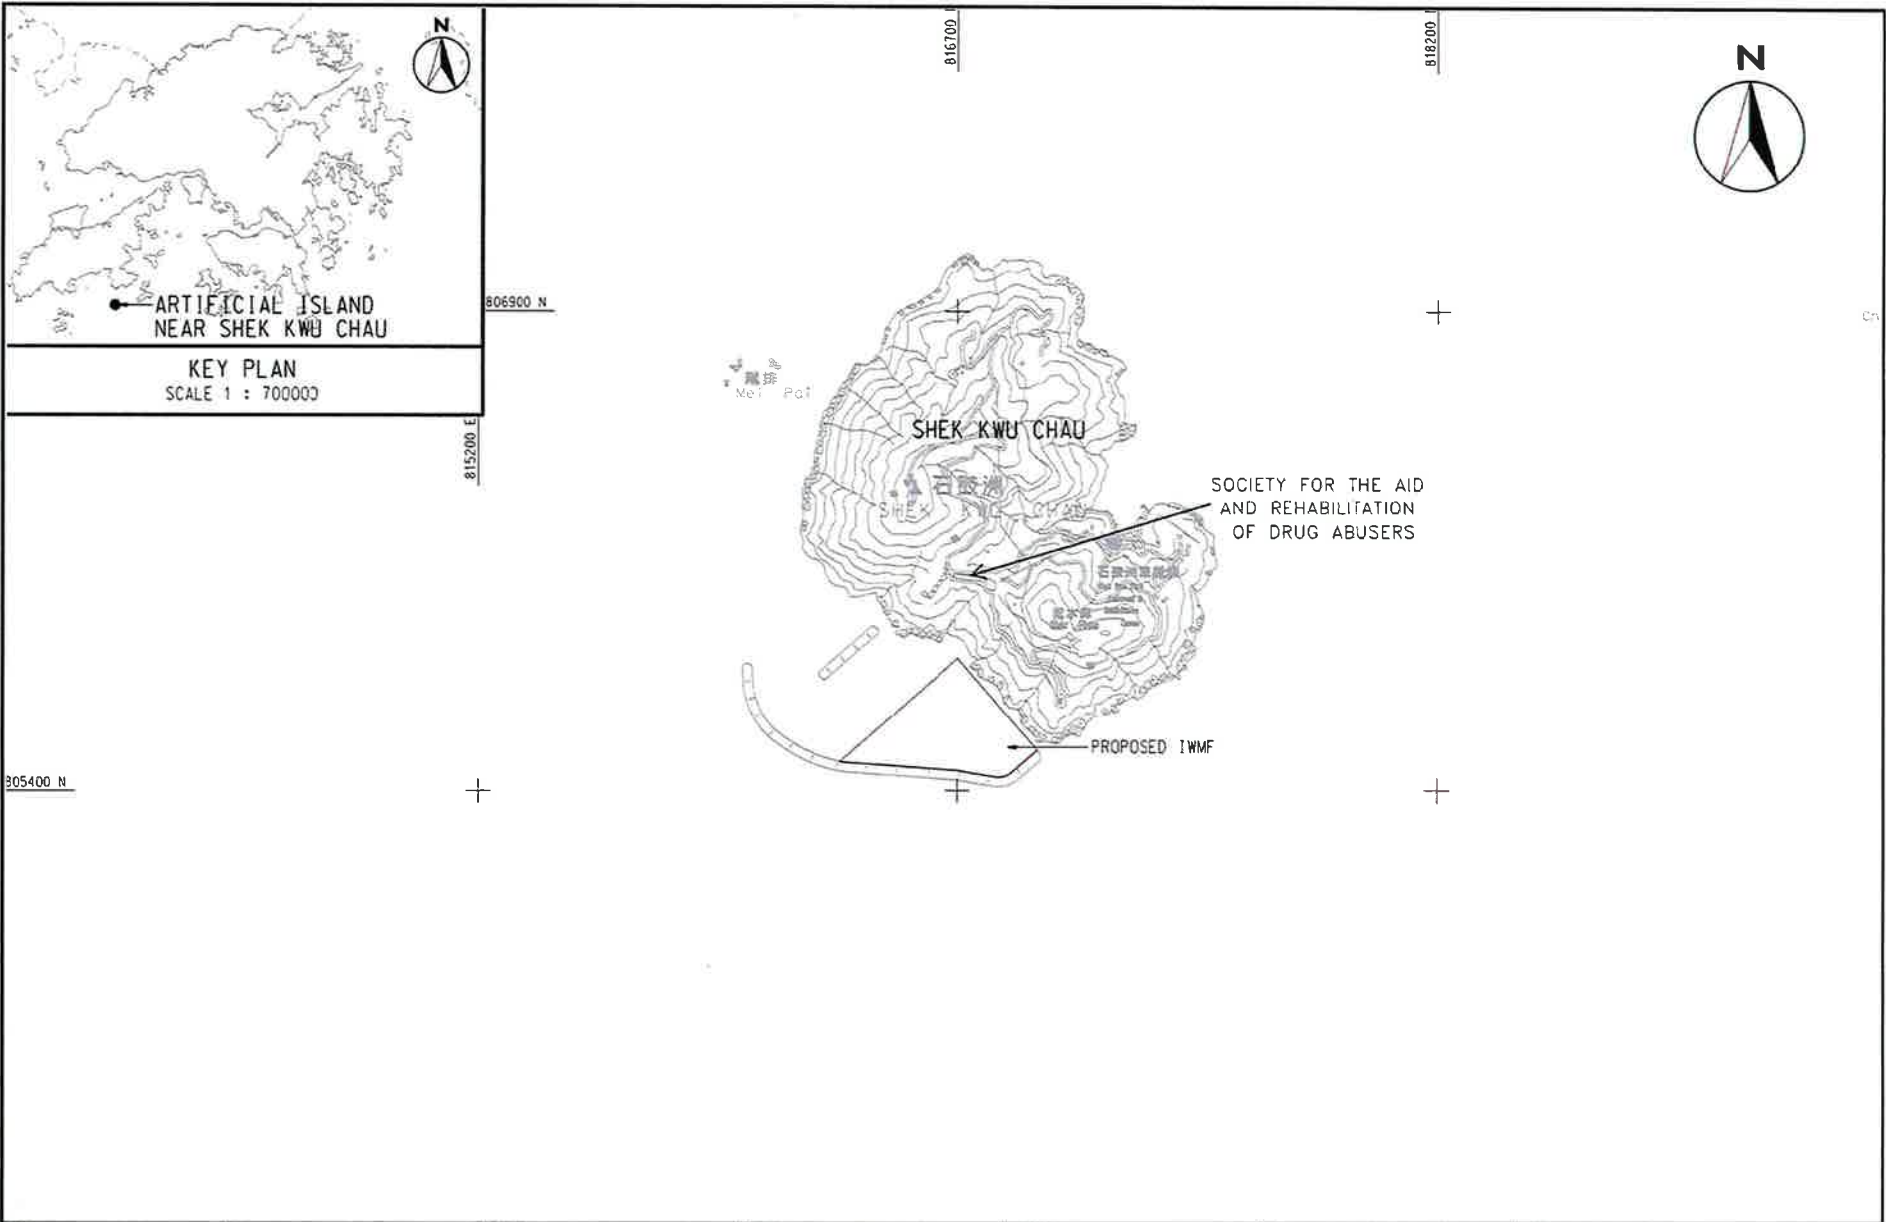 N
ARTIFICIAL ISLAND
NEAR SHEK KWU CHAU
KEY PLAN
SCALE 1 : 700000
816700
818200
N
806900 N
815200 E
Mei Pai
SHEK KWU CHAU
石鼓洲
SHEK KWU CHAU
SOCIETY FOR THE AID
AND REHABILITATION
OF DRUG ABUSERS
PROPOSED IWMF
805400 N